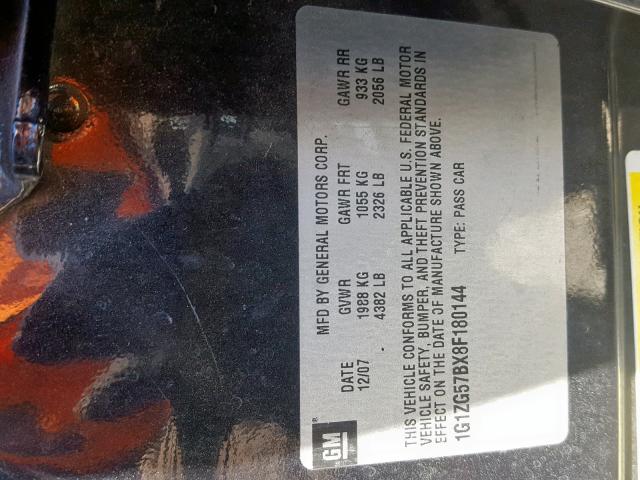 GM®
MFD BY GENERAL MOTORS CORP.
DATE GVWR GAWR FRT GAWR RR
12/07 1988 KG 1055 KG 933 KG
4382 LB 2326 LB 2056 LB
THIS VEHICLE CONFORMS TO ALL APPLICABLE U.S. FEDERAL MOTOR
VEHICLE SAFETY, BUMPER, AND THEFT PREVENTION STANDARDS IN
EFFECT ON THE DATE OF MANUFACTURE SHOWN ABOVE.
1G1ZG57BX8F180144 TYPE: PASS CAR